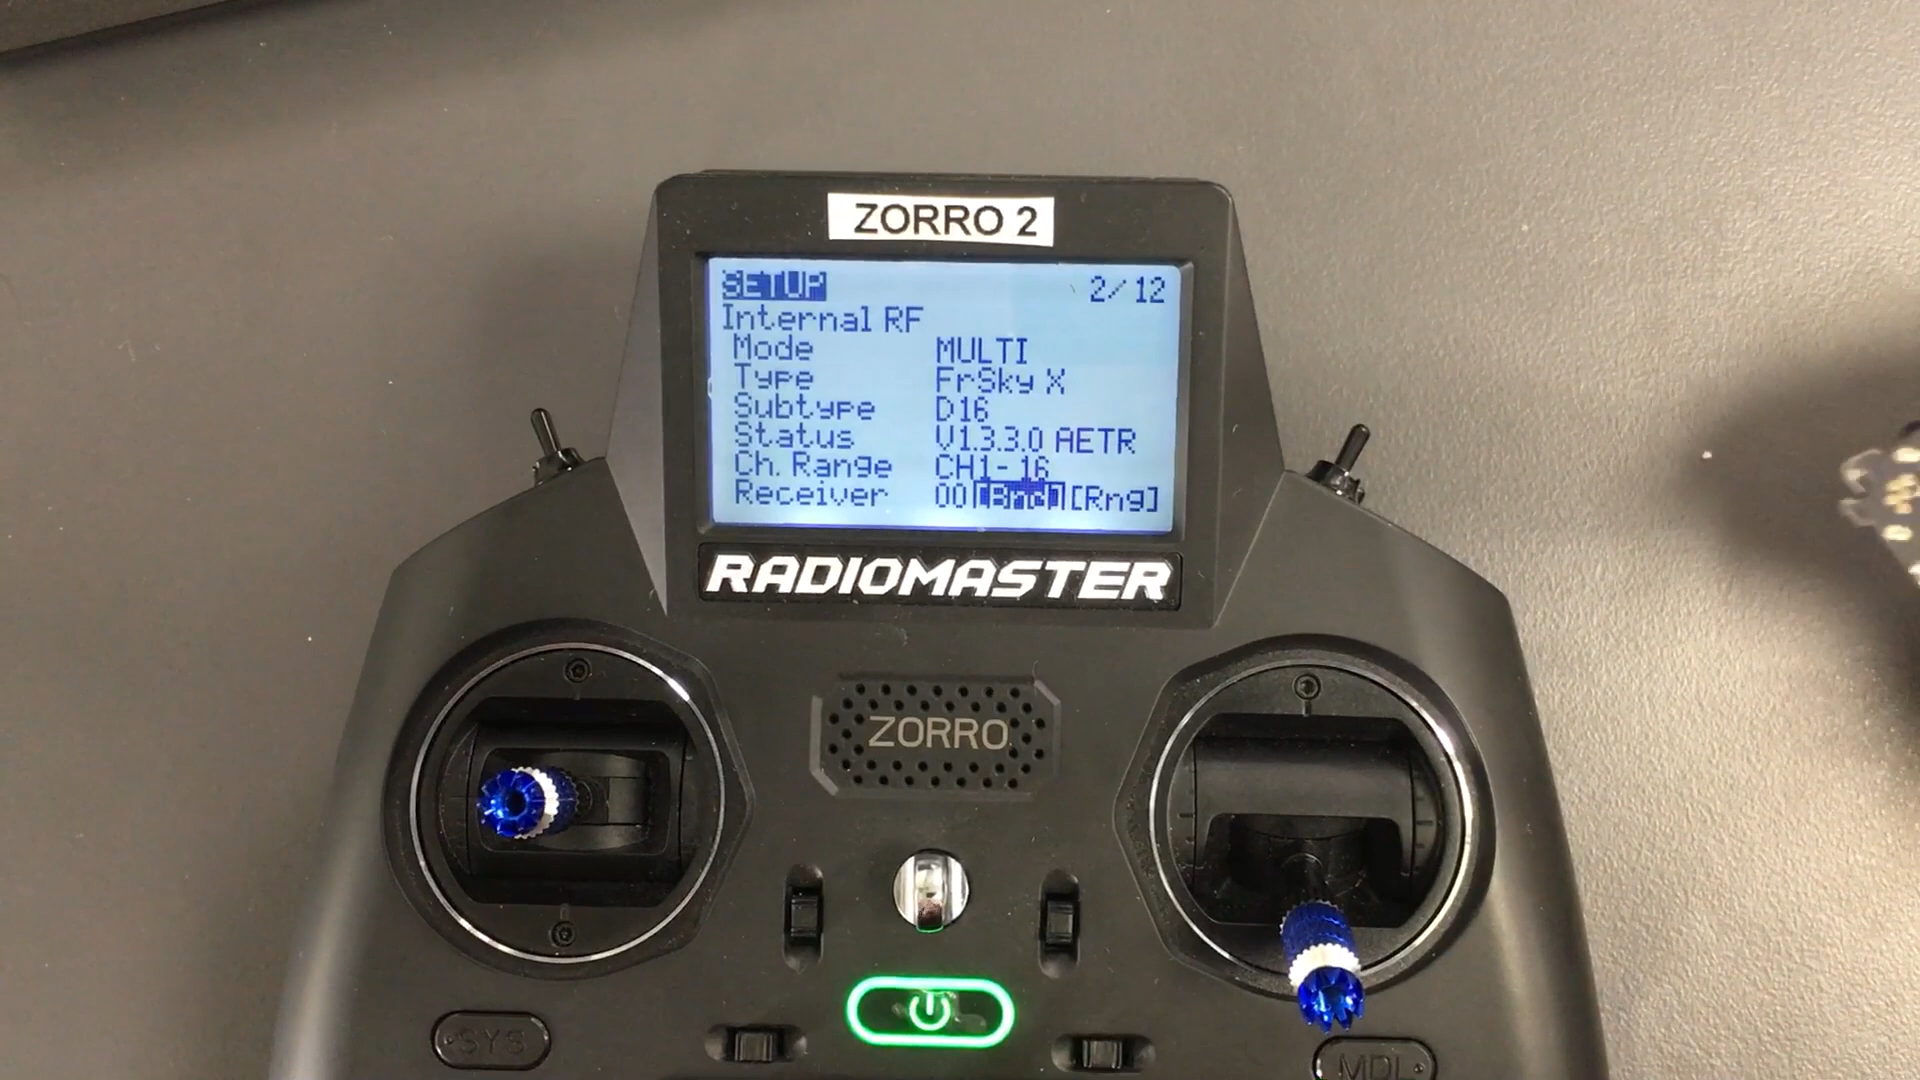 ZORRO 2
SETUP 2/12
Internal RF
Mode MULTI
Type FrSky X
Subtype D16
Status V1.3.3.0 AETR
Ch. Range CH1-16
Receiver 00 [Bnd] [Rng]
RADIOMASTER
ZORRO
SYS
MDL